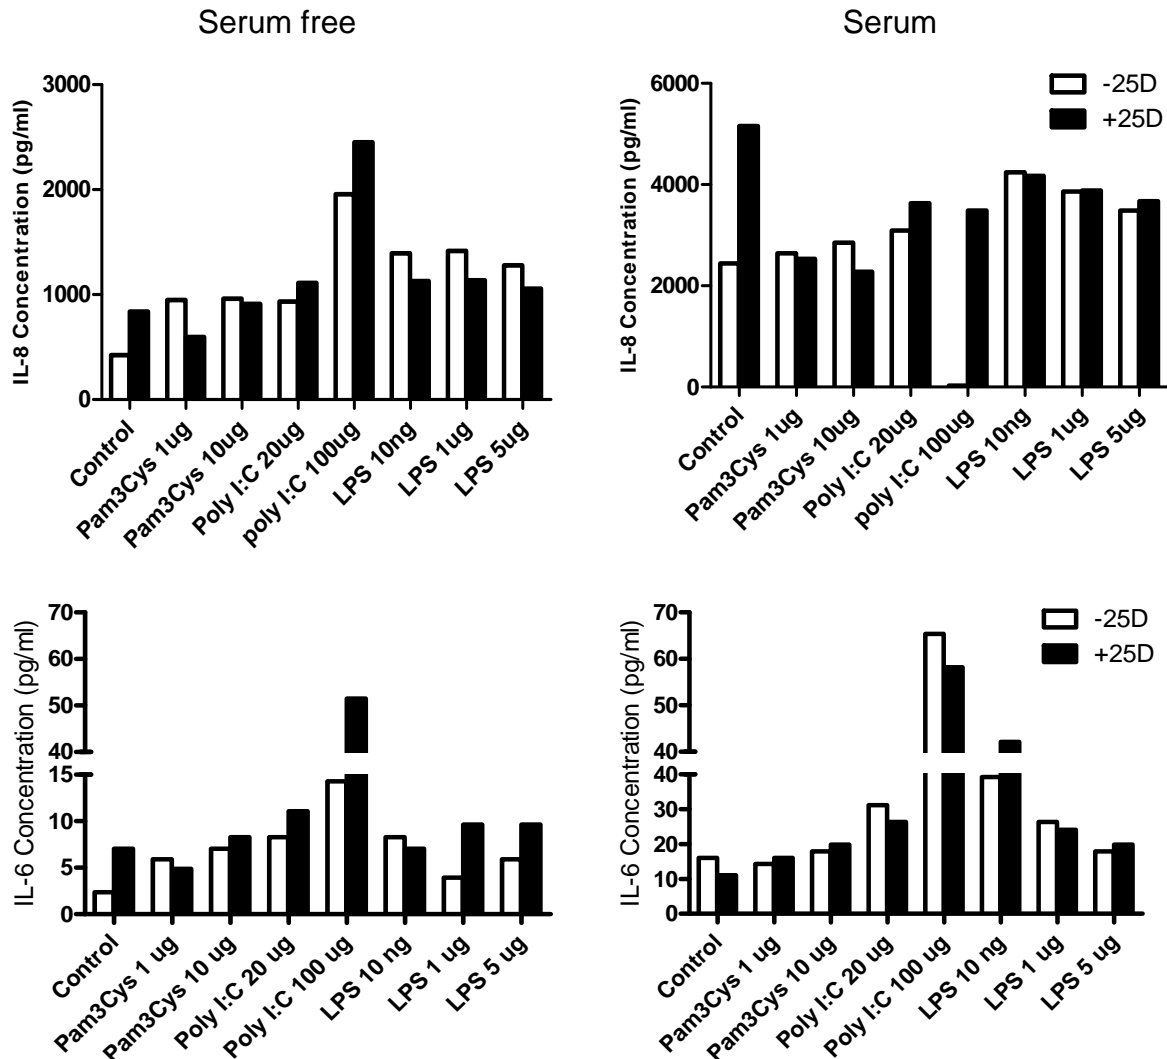 Serum free
Serum
IL-8 Concentration (pg/ml)
3000
2000
1000
0
Control
Pam3Cys 1ug
Pam3Cys 10ug
Poly I:C 20ug
poly I:C 100ug
LPS 10ng
LPS 1ug
LPS 5ug
IL-8 Concentration (pg/ml)
6000
4000
2000
0
-25D
+25D
Control
Pam3Cys 1ug
Pam3Cys 10ug
Poly I:C 20ug
poly I:C 100ug
LPS 10ng
LPS 1ug
LPS 5ug
IL-6 Concentration (pg/ml)
70
60
50
40
15
10
5
0
Control
Pam3Cys 1 ug
Pam3Cys 10 ug
Poly I:C 20 ug
Poly I:C 100 ug
LPS 10 ng
LPS 1 ug
LPS 5 ug
IL-6 Concentration (pg/ml)
70
60
50
40
40
30
20
10
0
-25D
+25D
Control
Pam3Cys 1 ug
Pam3Cys 10 ug
Poly I:C 20 ug
Poly I:C 100 ug
LPS 10 ng
LPS 1 ug
LPS 5 ug